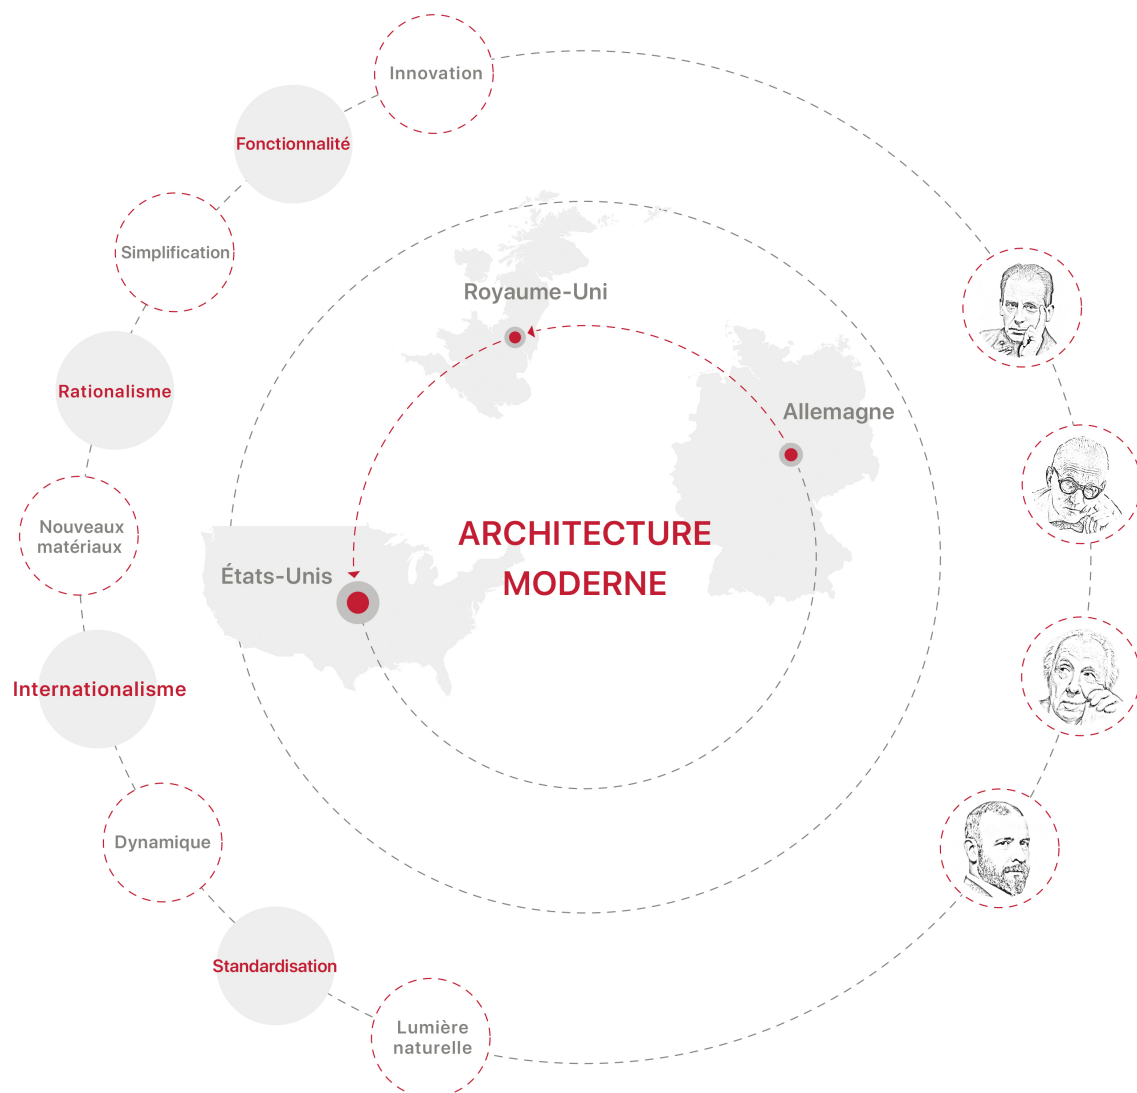 Innovation
Fonctionnalité
Simplification
Royaume-Uni
Rationalisme
Allemagne
Nouveaux
matériaux
ARCHITECTURE
MODERNE
États-Unis
Internationalisme
Dynamique
Standardisation
Lumière
naturelle